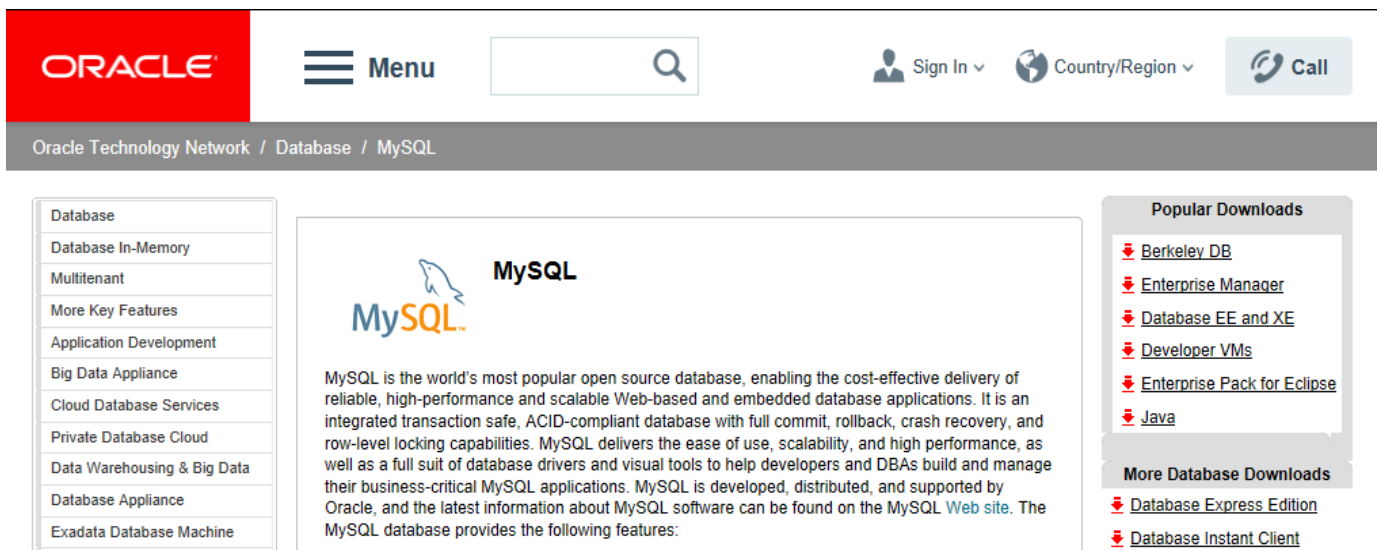 ORACLE
Menu
Sign In
Country/Region
Call
Oracle Technology Network / Database / MySQL
Database
Database In-Memory
Multitenant
More Key Features
Application Development
Big Data Appliance
Cloud Database Services
Private Database Cloud
Data Warehousing & Big Data
Database Appliance
Exadata Database Machine
MySQL
MySQL™
MySQL is the world's most popular open source database, enabling the cost-effective delivery of
reliable, high-performance and scalable Web-based and embedded database applications. It is an
integrated transaction safe, ACID-compliant database with full commit, rollback, crash recovery, and
row-level locking capabilities. MySQL delivers the ease of use, scalability, and high performance, as
well as a full suit of database drivers and visual tools to help developers and DBAs build and manage
their business-critical MySQL applications. MySQL is developed, distributed, and supported by
Oracle, and the latest information about MySQL software can be found on the MySQL Web site. The
MySQL database provides the following features:
Popular Downloads
Berkeley DB
Enterprise Manager
Database EE and XE
Developer VMs
Enterprise Pack for Eclipse
Java
More Database Downloads
Database Express Edition
Database Instant Client